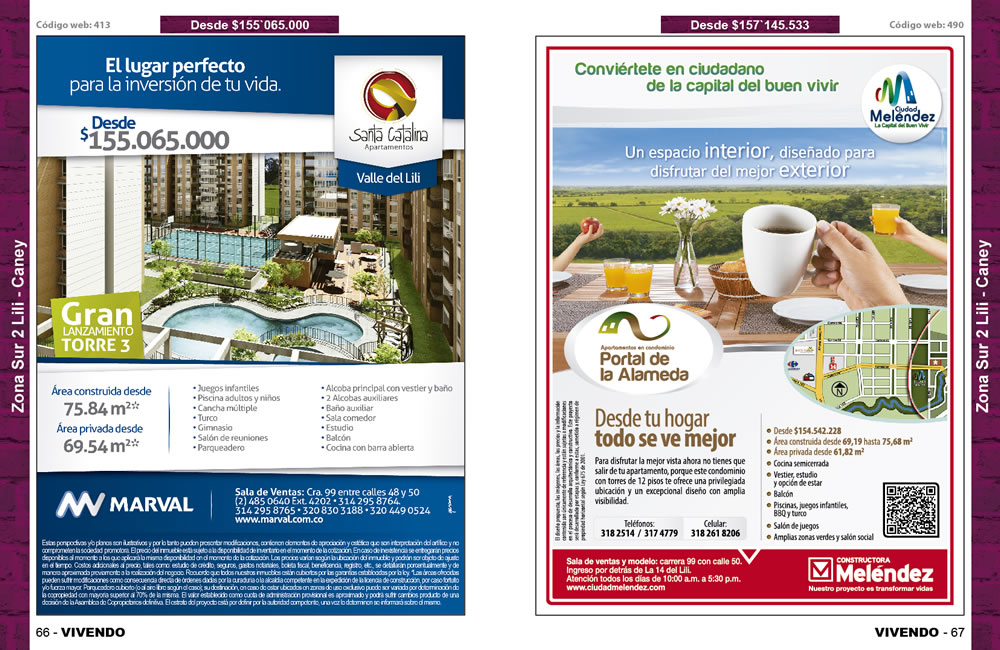 Código web: 413
Desde $155`065.000
Zona Sur 2 Lili - Caney
El lugar perfecto
para la inversión de tu vida.
Desde
$155.065.000
Santa Catalina
Apartamentos
Valle del Lili
Gran
LANZAMIENTO
TORRE 3
Área construida desde
75.84 m²☆
Área privada desde
69.54 m²☆
• Juegos infantiles
• Piscina adultos y niños
• Cancha múltiple
• Turco
• Gimnasio
• Salón de reuniones
• Parqueadero
• Alcoba principal con vestier y baño
• 2 Alcobas auxiliares
• Baño auxiliar
• Sala comedor
• Estudio
• Balcón
• Cocina con barra abierta
MARVAL
Sala de Ventas: Cra. 99 entre calles 48 y 50
(2) 485 0640 Ext. 4202 • 314 295 8764
314 295 8765 • 320 830 3188 • 320 449 0524
www.marval.com.co
66 - VIVENDO
Desde $157`145.533
Código web: 490
Zona Sur 2 Lili - Caney
Conviértete en ciudadano
de la capital del buen vivir
Ciudad
Meléndez
La Capital del Buen Vivir
Un espacio interior, diseñado para
disfrutar del mejor exterior
Apartamentos en condominio
Portal de
la Alameda
Desde tu hogar
todo se ve mejor
Para disfrutar la mejor vista ahora no tienes que
salir de tu apartamento, porque este condominio
con torres de 12 pisos te ofrece una privilegiada
ubicación y un excepcional diseño con amplia
visibilidad.
Teléfonos:
318 2514 / 317 4779
Celular:
318 261 8206
• Desde $154.542.228
• Área construida desde 69,19 hasta 75,68 m²
• Área privada desde 61,82 m²
• Cocina semicerrada
• Vestier, estudio
y opción de estar
• Balcón
• Piscinas, juegos infantiles,
BBQ y turco
• Salón de juegos
• Amplias zonas verdes y salón social
Sala de ventas y modelo: carrera 99 con calle 50.
Ingreso por detrás de La 14 del Lili.
Atención todos los días de 10:00 a.m. a 5:30 p.m.
www.ciudadmelendez.com
CONSTRUCTORA
Meléndez
Nuestro proyecto es transformar vidas
VIVENDO - 67